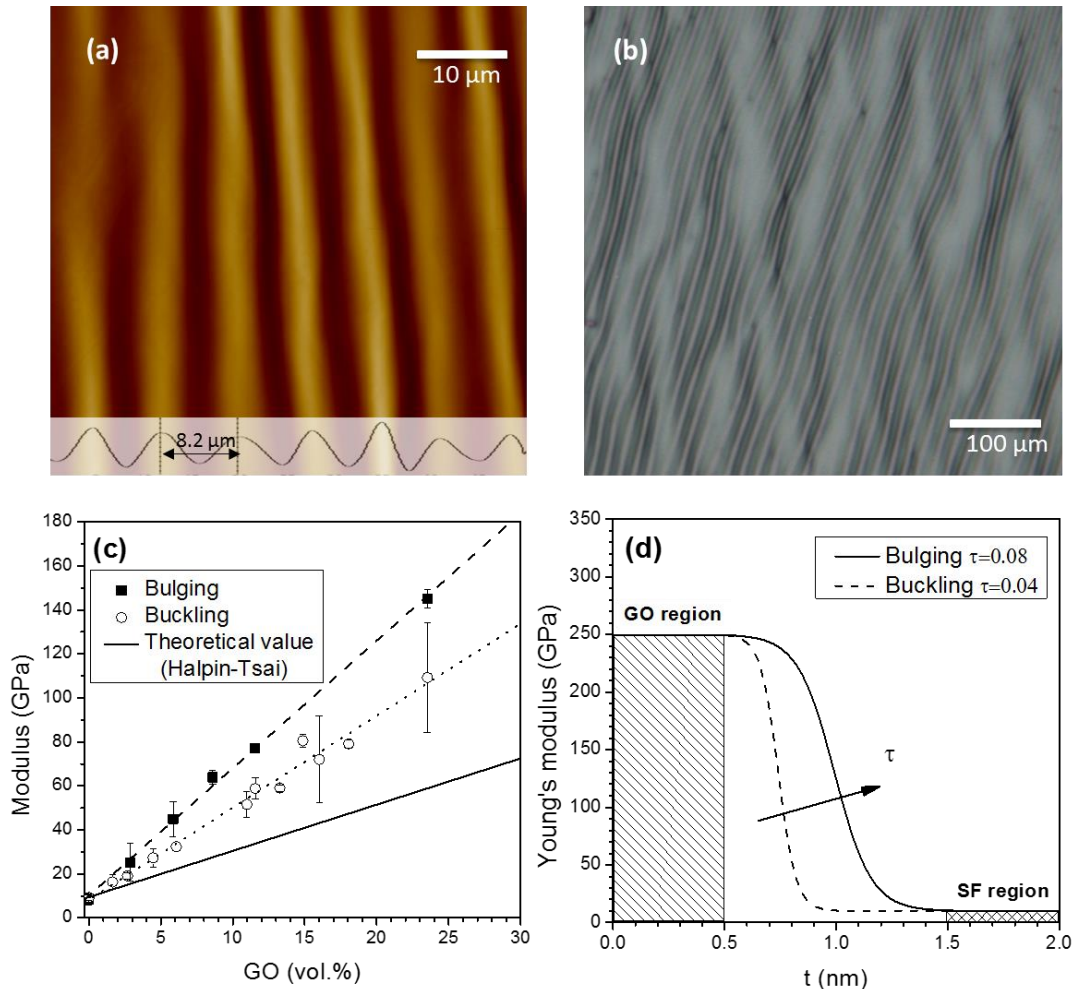 (a)
10 μm
8.2 μm
(b)
100 μm
(c)
Modulus (GPa)
180
160
140
120
100
80
60
40
20
0
Bulging
Buckling
Theoretical value
(Halpin-Tsai)
0 5 10 15 20 25 30
GO (vol.%)
(d)
Young's modulus (GPa)
350
300
250
200
150
100
50
0
Bulging τ=0.08
Buckling τ=0.04
GO region
τ
SF region
0.0 0.5 1.0 1.5 2.0
t (nm)